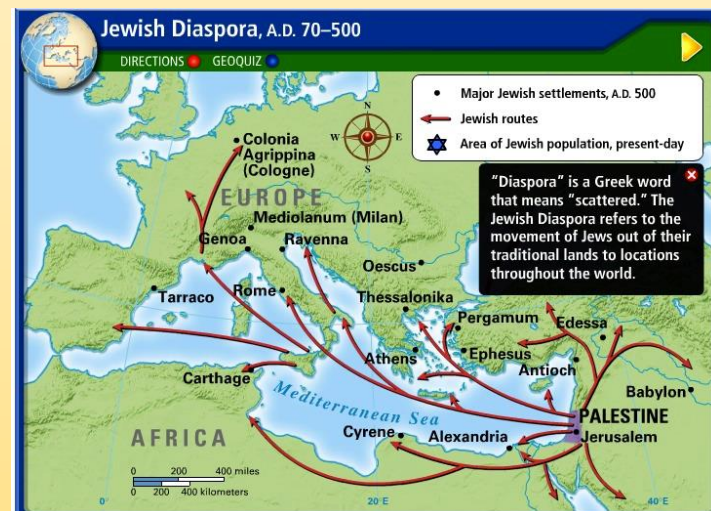 Jewish Diaspora, A.D. 70–500
DIRECTIONS
GEOQUIZ
Major Jewish settlements, A.D. 500
Jewish routes
Area of Jewish population, present-day
"Diaspora" is a Greek word
that means "scattered." The
Jewish Diaspora refers to the
movement of Jews out of their
traditional lands to locations
throughout the world.
N
W
E
S
Colonia
Agrippina
(Cologne)
EUROPE
Mediolanum (Milan)
Genoa
Ravenna
Oescus
Tarraco
Rome
Thessalonika
Pergamum
Edessa
Athens
Ephesus
Antioch
Carthage
Babylon
Mediterranean Sea
PALESTINE
Jerusalem
AFRICA
Cyrene
Alexandria
0 200 400 miles
0 200 400 kilometers
0°
20°E
40°E